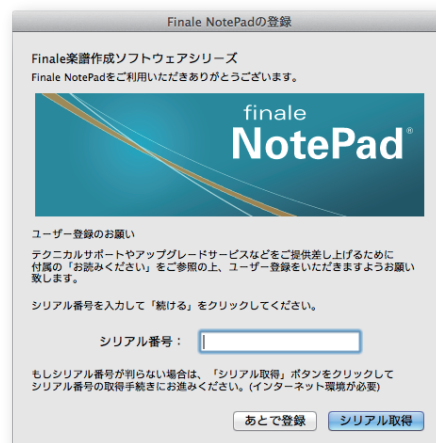 Finale NotePadの登録
Finale楽譜作成ソフトウェアシリーズ
Finale NotePadをご利用いただきありがとうございます。
finale
NotePad®
ユーザー登録のお願い
テクニカルサポートやアップグレードサービスなどをご提供差し上げるために
付属の「お読みください」をご参照の上、ユーザー登録をいただきますようお願い
致します。
シリアル番号を入力して「続ける」をクリックしてください。
シリアル番号：
もしシリアル番号が判らない場合は、「シリアル取得」ボタンをクリックして
シリアル番号の取得手続きにお進みください。(インターネット環境が必要)
あとで登録 シリアル取得